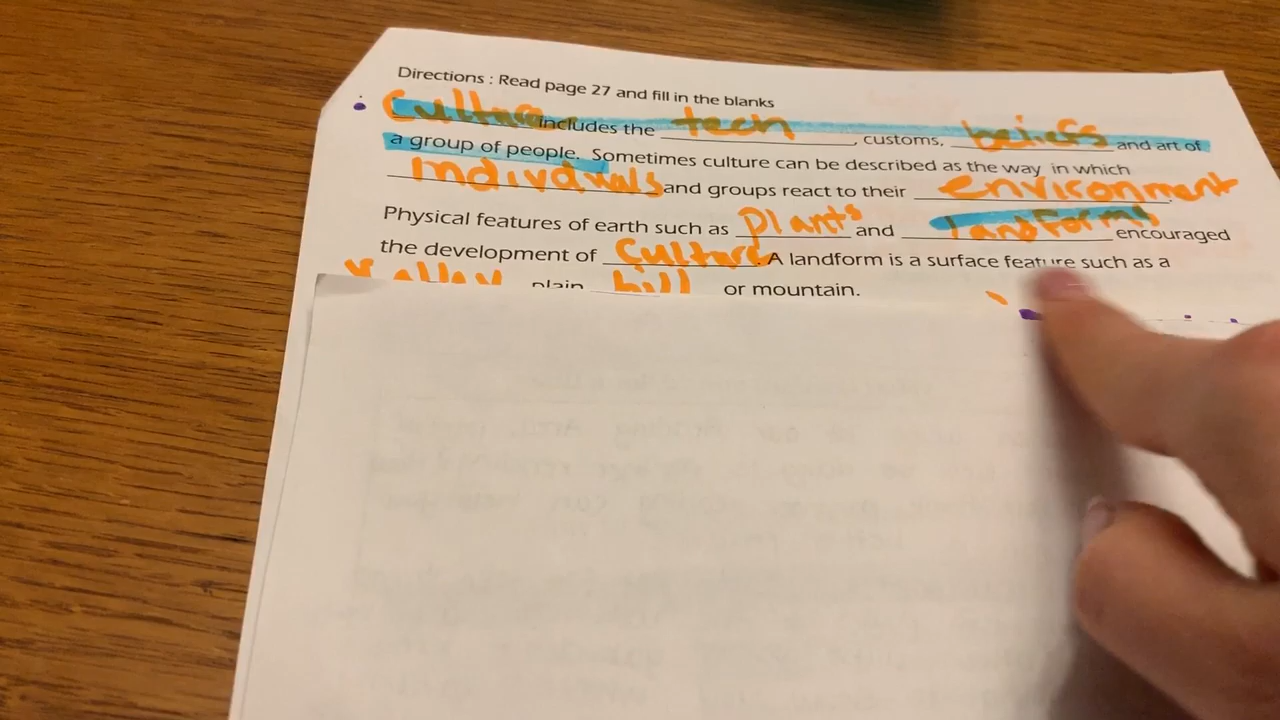 Directions : Read page 27 and fill in the blanks
Culture includes the tech, customs, beliefs and art of
a group of people. Sometimes culture can be described as the way in which
Individuals and groups react to their environment.
Physical features of earth such as Plants and landforms encouraged
the development of Culture. A landform is a surface feature such as a
Valley plain hill or mountain.